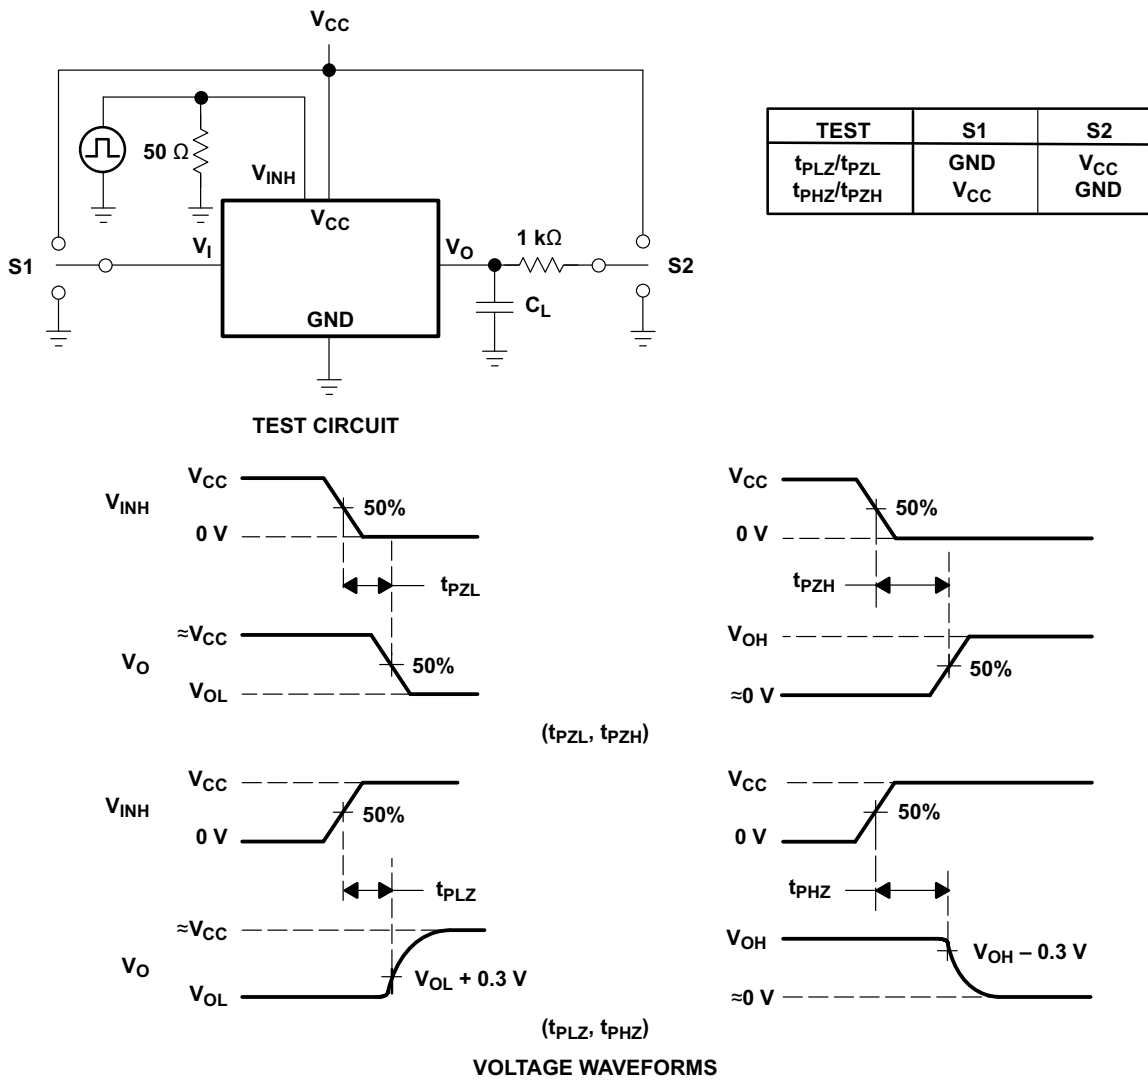 VCC
50 Ω
VINH
VCC
VI
VO
1 kΩ
S1
S2
CL
GND
TEST S1 S2
tPLZ/tPZL GND VCC
tPHZ/tPZH VCC GND
TEST CIRCUIT
VCC
VINH
50%
0 V
tPZL
≈VCC
VO
50%
VOL
VCC
50%
0 V
tPZH
VOH
50%
≈0 V
(tPZL, tPZH)
VCC
VINH
50%
0 V
tPLZ
≈VCC
VO
VOL + 0.3 V
VOL
VCC
50%
0 V
tPHZ
VOH
VOH – 0.3 V
≈0 V
(tPLZ, tPHZ)
VOLTAGE WAVEFORMS